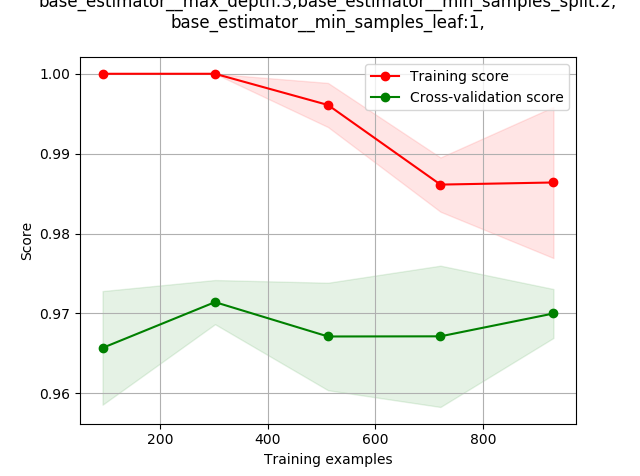 base_estimator__max_depth:3,base_estimator__min_samples_split:2,
base_estimator__min_samples_leaf:1,
Training score
Cross-validation score
1.00
0.99
0.98
0.97
0.96
Score
200
400
600
800
Training examples